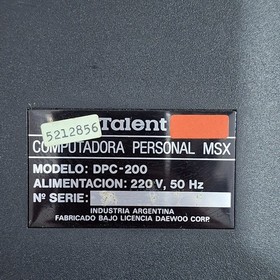 5212856
Talent
COMPUTADORA PERSONAL MSX
MODELO: DPC-200
ALIMENTACION: 220 V, 50 Hz
Nº SERIE:
INDUSTRIA ARGENTINA
FABRICADO BAJO LICENCIA DAEWOO CORP.